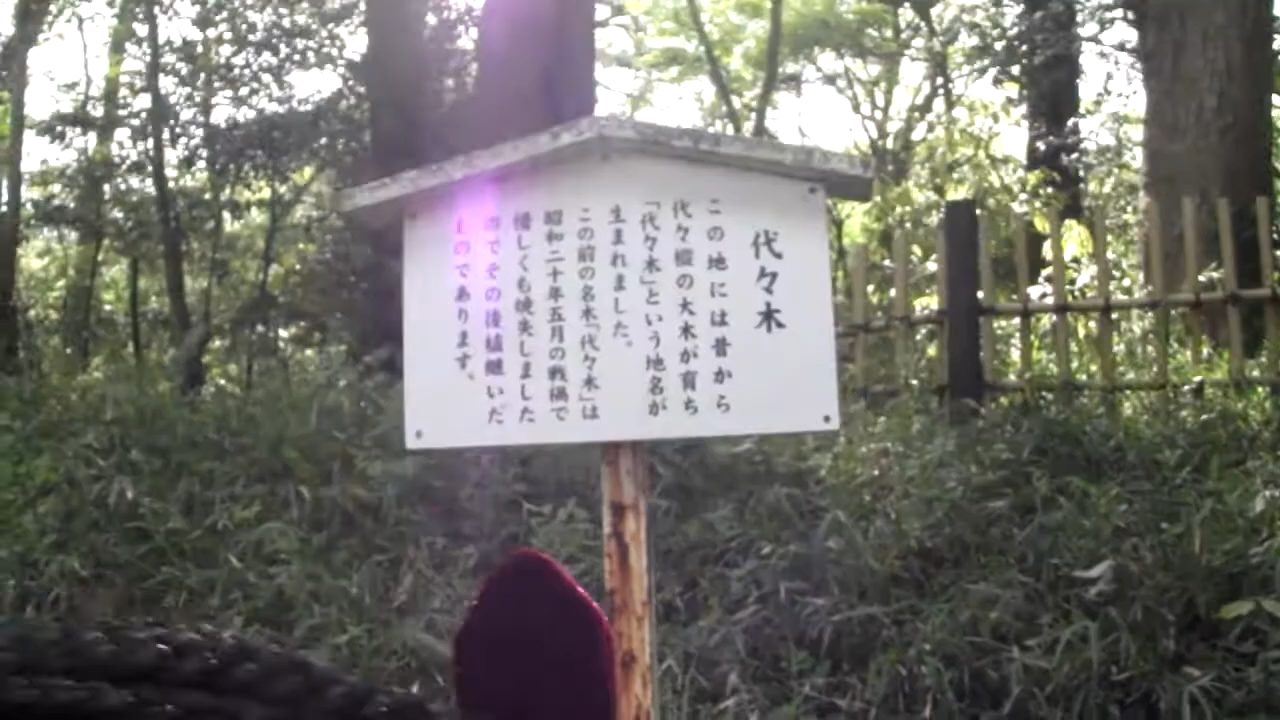 代々木
この地には昔から
代々樅の大木が育ち
「代々木」という地名が
生まれました。
この前の名木「代々木」は
昭和二十年五月の戦禍で
惜しくも焼失しました
のでその後植継いだ
ものであります。